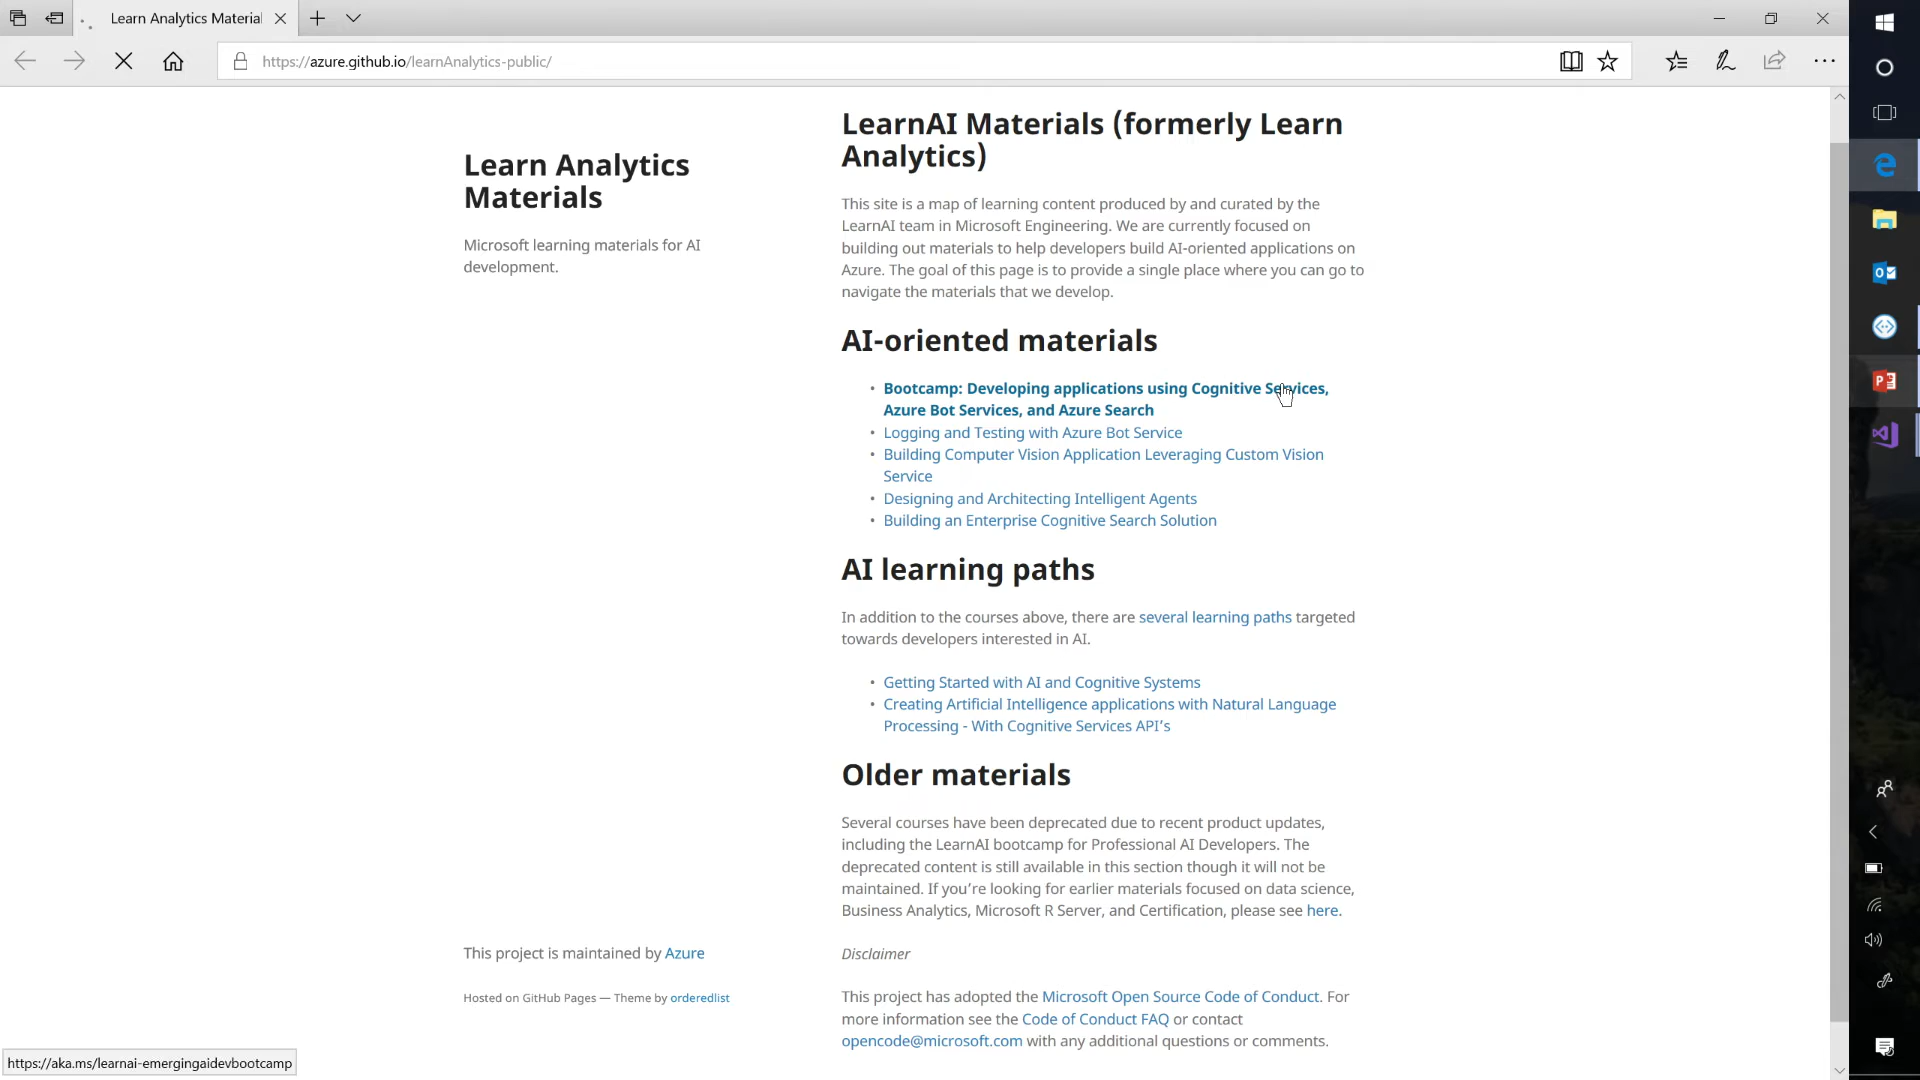 Learn Analytics Material
https://azure.github.io/learnAnalytics-public/
Learn Analytics
Materials
Microsoft learning materials for AI
development.
LearnAI Materials (formerly Learn
Analytics)
This site is a map of learning content produced by and curated by the
LearnAI team in Microsoft Engineering. We are currently focused on
building out materials to help developers build AI-oriented applications on
Azure. The goal of this page is to provide a single place where you can go to
navigate the materials that we develop.
AI-oriented materials
• Bootcamp: Developing applications using Cognitive Services,
Azure Bot Services, and Azure Search
• Logging and Testing with Azure Bot Service
• Building Computer Vision Application Leveraging Custom Vision
Service
• Designing and Architecting Intelligent Agents
• Building an Enterprise Cognitive Search Solution
AI learning paths
In addition to the courses above, there are several learning paths targeted
towards developers interested in AI.
• Getting Started with AI and Cognitive Systems
• Creating Artificial Intelligence applications with Natural Language
Processing - With Cognitive Services API's
Older materials
Several courses have been deprecated due to recent product updates,
including the LearnAI bootcamp for Professional AI Developers. The
deprecated content is still available in this section though it will not be
maintained. If you're looking for earlier materials focused on data science,
Business Analytics, Microsoft R Server, and Certification, please see here.
Disclaimer
This project has adopted the Microsoft Open Source Code of Conduct. For
more information see the Code of Conduct FAQ or contact
opencode@microsoft.com with any additional questions or comments.
This project is maintained by Azure
Hosted on GitHub Pages — Theme by orderedlist
https://aka.ms/learnai-emergingaidevbootcamp